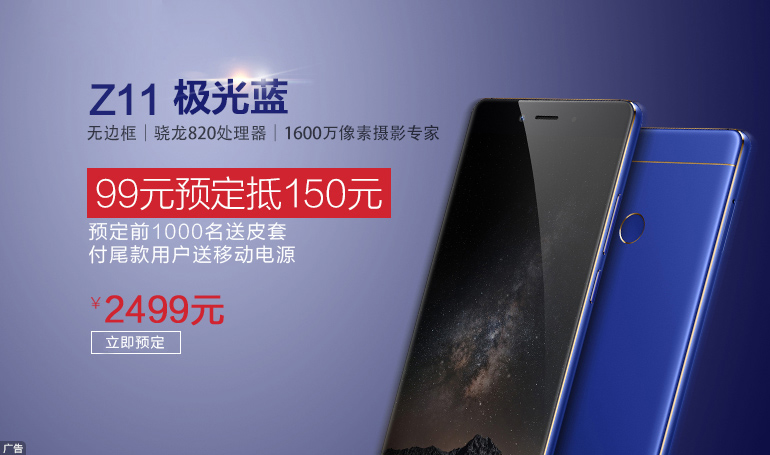 Z11 极光蓝
无边框｜骁龙820处理器｜1600万像素摄影专家
99元预定抵150元
预定前1000名送皮套
付尾款用户送移动电源
¥2499元
立即预定
广告